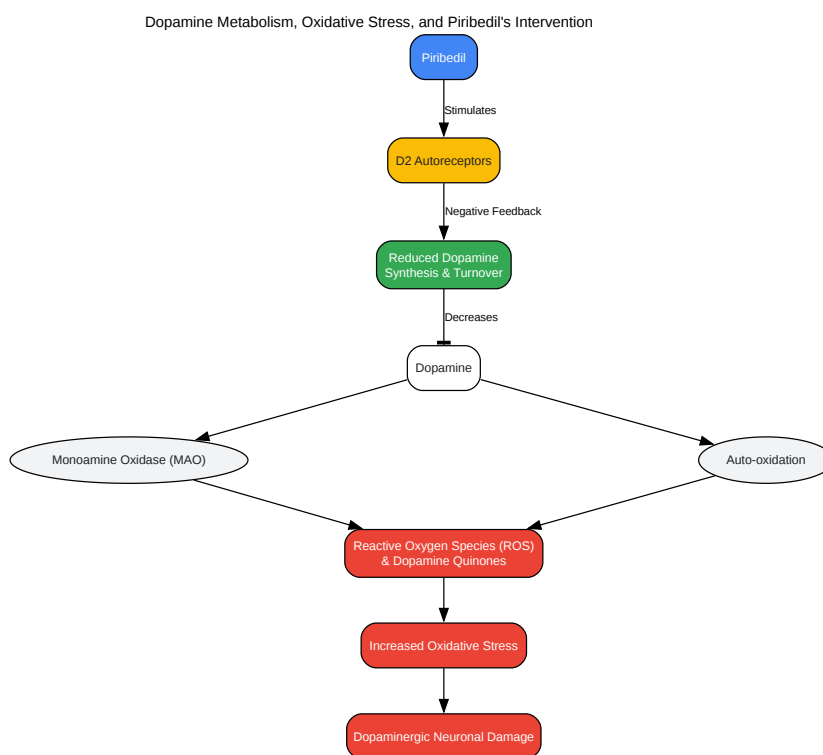 Dopamine Metabolism, Oxidative Stress, and Piribedil's Intervention
Piribedil
Stimulates
D2 Autoreceptors
Negative Feedback
Reduced Dopamine
Synthesis & Turnover
Decreases
Dopamine
Monoamine Oxidase (MAO)
Auto-oxidation
Reactive Oxygen Species (ROS)
& Dopamine Quinones
Increased Oxidative Stress
Dopaminergic Neuronal Damage